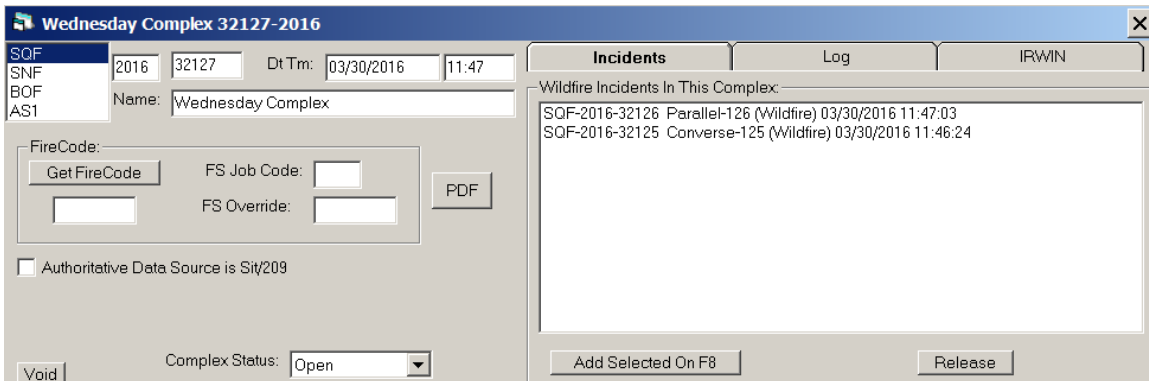 Wednesday Complex 32127-2016
SQF
SNF
BOF
AS1
2016 32127 Dt Tm: 03/30/2016 11:47
Name: Wednesday Complex
FireCode:
Get FireCode FS Job Code:
FS Override:
PDF
Authoritative Data Source is Sit/209
Void Complex Status: Open
Incidents Log IRWIN
Wildfire Incidents In This Complex:
SQF-2016-32126 Parallel-126 (Wildfire) 03/30/2016 11:47:03
SQF-2016-32125 Converse-125 (Wildfire) 03/30/2016 11:46:24
Add Selected On F8 Release